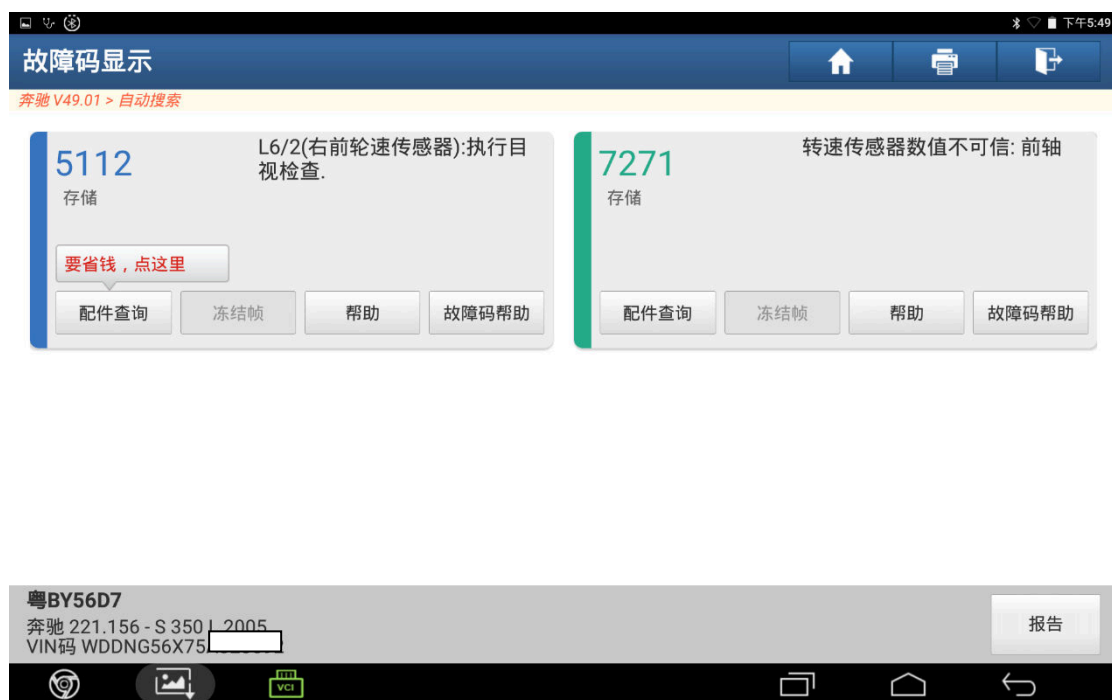 下午5:49
故障码显示
奔驰 V49.01 > 自动搜索
5112
存储
L6/2(右前轮速传感器):执行目
视检查.
要省钱，点这里
配件查询 冻结帧 帮助 故障码帮助
7271
存储
转速传感器数值不可信: 前轴
配件查询 冻结帧 帮助 故障码帮助
粤BY56D7
奔驰 221.156 - S 350 L 2005
VIN码 WDDNG56X75
报告
VCI